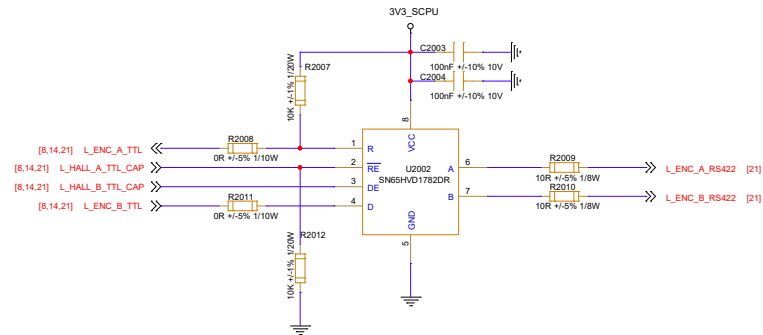 3V3_SCPU
C2003
100nF +/-10% 10V
C2004
100nF +/-10% 10V
R2007
10K +/-1% 1/20W
8
VCC
[8,14,21] L_ENC_A_TTL
R2008
0R +/-5% 1/10W
1
R
[8,14,21] L_HALL_A_TTL_CAP
2
RE
[8,14,21] L_HALL_B_TTL_CAP
3
DE
[8,14,21] L_ENC_B_TTL
R2011
0R +/-5% 1/10W
4
D
U2002
SN65HVD1782DR
A
6
R2009
10R +/-5% 1/8W
L_ENC_A_RS422 [21]
B
7
R2010
10R +/-5% 1/8W
L_ENC_B_RS422 [21]
GND
5
R2012
10K +/-1% 1/20W